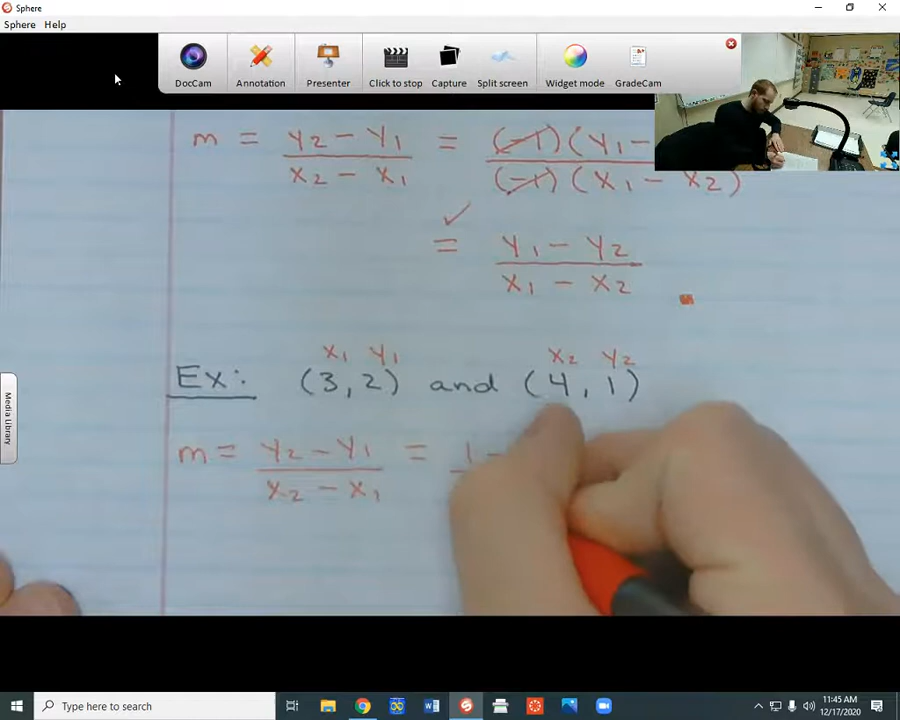 Sphere
Sphere Help
DocCam Annotation Presenter Click to stop Capture Split screen Widget mode GradeCam
m = y₂ - y₁ / x₂ - x₁ = (-1)(y₁ - / (-1)(x₁ - x₂)
✓
= y₁ - y₂ / x₁ - x₂
x₁ y₁ x₂ y₂
Ex: (3, 2) and (4, 1)
Media Library
m = y₂ - y₁ / x₂ - x₁ = 1 -
Type here to search
11:45 AM
12/17/2020